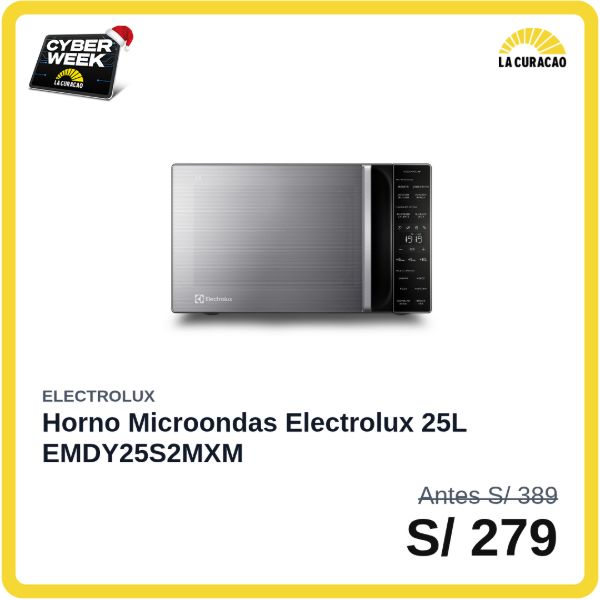 CYBER
WEEK
LA CURACAO
LA CURACAO
Electrolux
ELECTROLUX
Horno Microondas Electrolux 25L
EMDY25S2MXM
Antes S/ 389
S/ 279